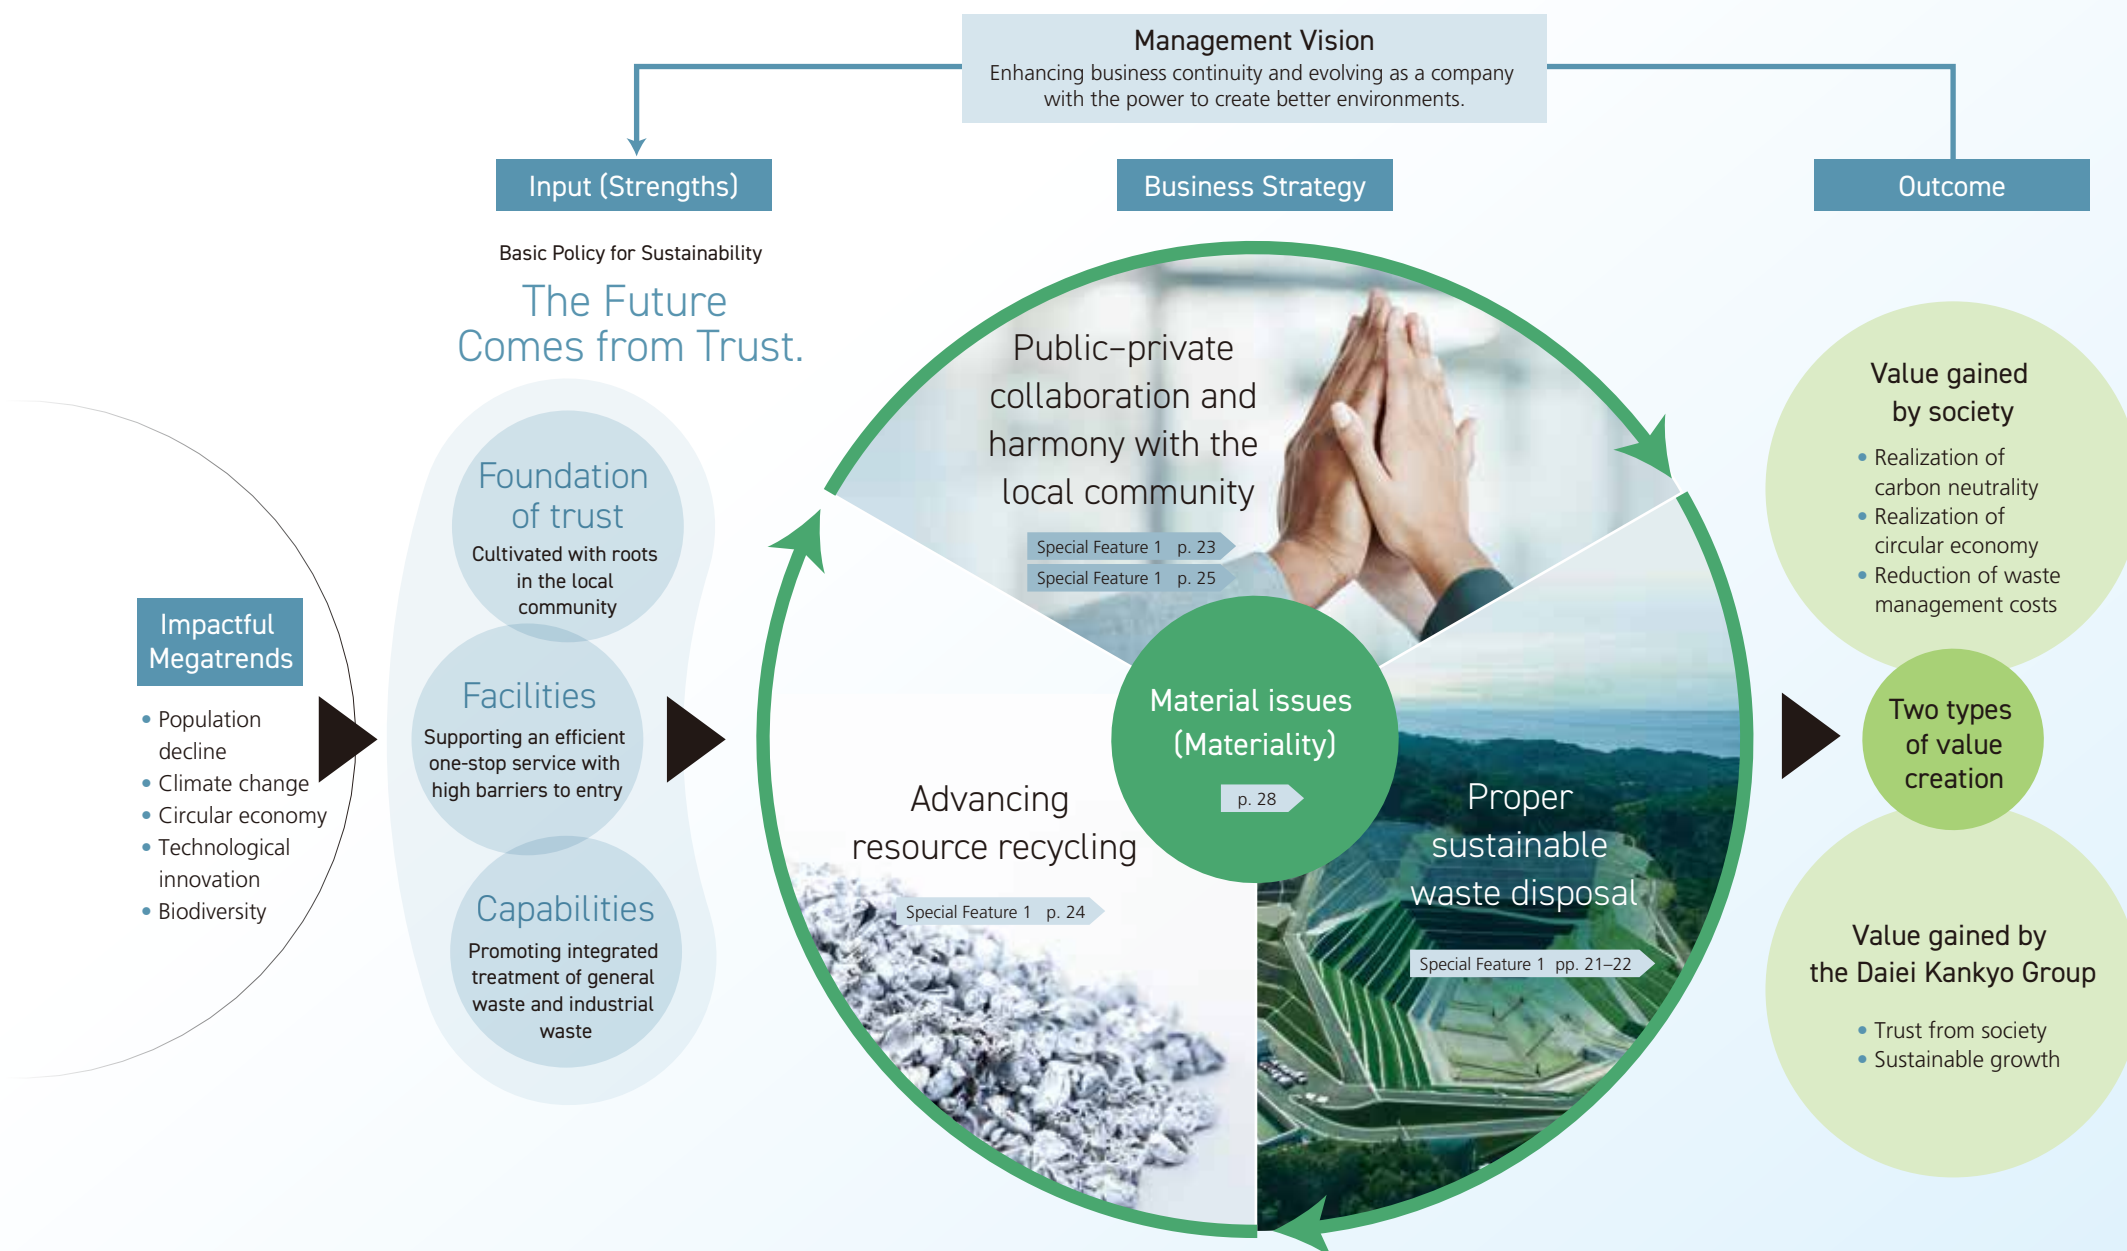 Management Vision
Enhancing business continuity and evolving as a company
with the power to create better environments.
Input (Strengths)
Business Strategy
Outcome
Basic Policy for Sustainability
The Future
Comes from Trust.
Impactful
Megatrends
• Population
decline
• Climate change
• Circular economy
• Technological
innovation
• Biodiversity
Foundation
of trust
Cultivated with roots
in the local
community
Facilities
Supporting an efficient
one-stop service with
high barriers to entry
Capabilities
Promoting integrated
treatment of general
waste and industrial
waste
Public–private
collaboration and
harmony with the
local community
Special Feature 1 p. 23
Special Feature 1 p. 25
Material issues
(Materiality)
p. 28
Advancing
resource recycling
Special Feature 1 p. 24
Proper
sustainable
waste disposal
Special Feature 1 pp. 21–22
Value gained
by society
• Realization of
carbon neutrality
• Realization of
circular economy
• Reduction of waste
management costs
Two types
of value
creation
Value gained by
the Daiei Kankyo Group
• Trust from society
• Sustainable growth